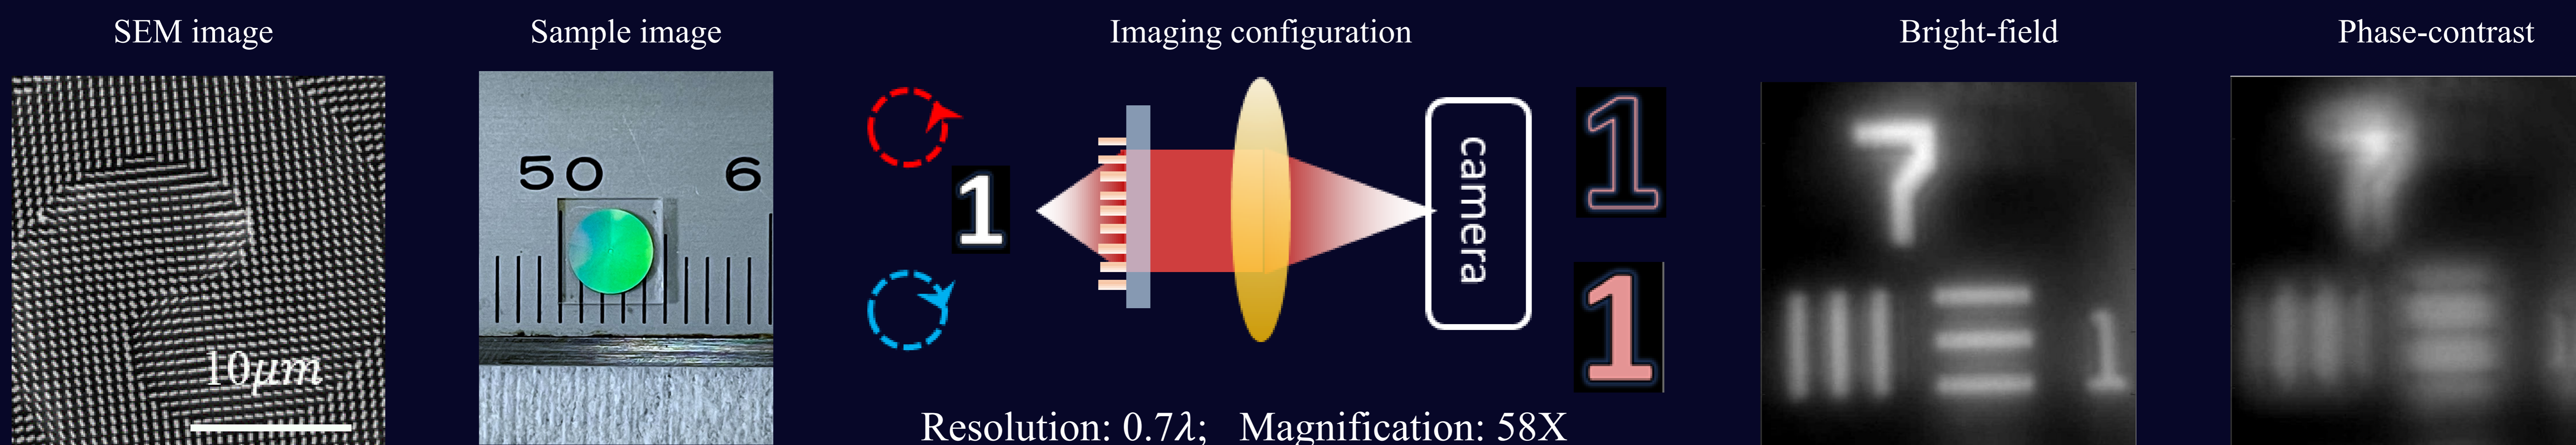 SEM image
Sample image
Imaging configuration
Bright-field
Phase-contrast
10μm
50
6
1
camera
1
1
Resolution: 0.7λ; Magnification: 58X
7
1
7